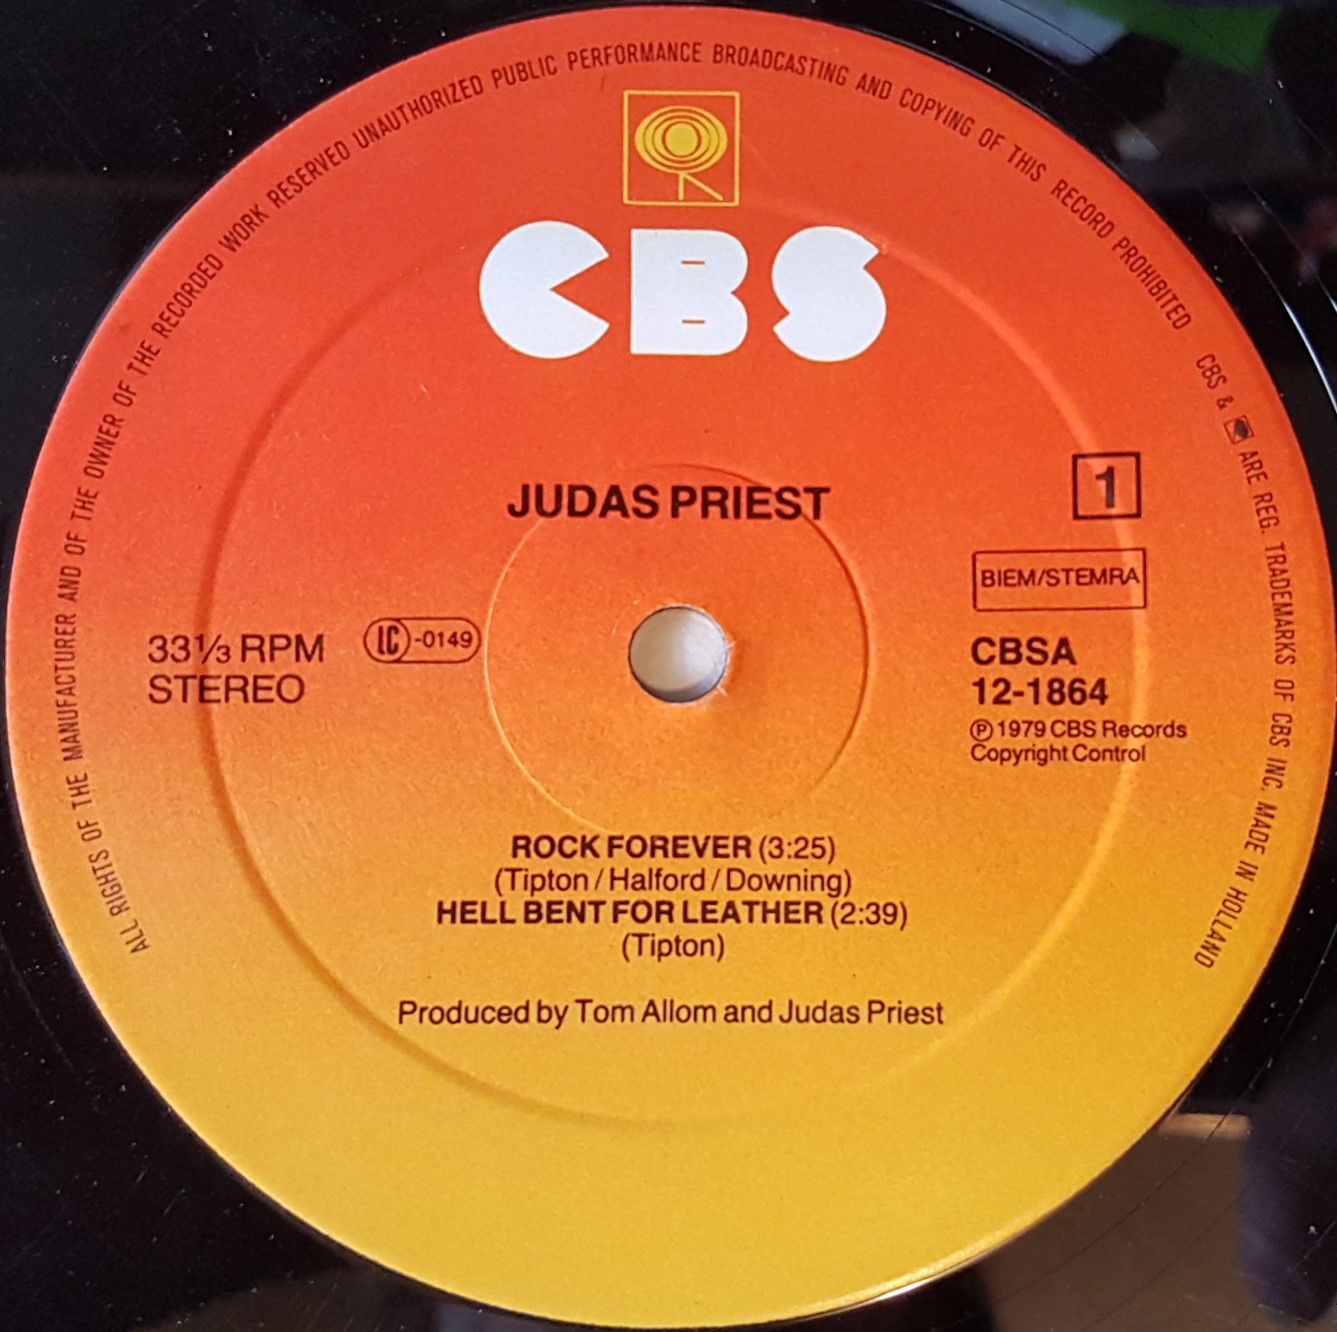 ALL RIGHTS OF THE MANUFACTURER AND OF THE OWNER OF THE RECORDED WORK RESERVED UNAUTHORIZED PUBLIC PERFORMANCE BROADCASTING AND COPYING OF THIS RECORD PROHIBITED CBS & ARE REG. TRADEMARKS OF CBS INC. MADE IN HOLLAND
CBS
JUDAS PRIEST
1
BIEM/STEMRA
33⅓ RPM
STEREO
LC-0149
CBSA
12-1864
℗ 1979 CBS Records
Copyright Control
ROCK FOREVER (3:25)
(Tipton / Halford / Downing)
HELL BENT FOR LEATHER (2:39)
(Tipton)
Produced by Tom Allom and Judas Priest